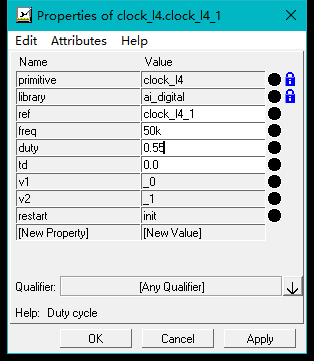 Properties of clock_l4.clock_l4_1
Edit Attributes Help
Name Value
primitive clock_l4
library ai_digital
ref clock_l4_1
freq 50k
duty 0.55
td 0.0
v1 _0
v2 _1
restart init
[New Property] [New Value]
Qualifier: [Any Qualifier]
Help: Duty cycle
OK Cancel Apply